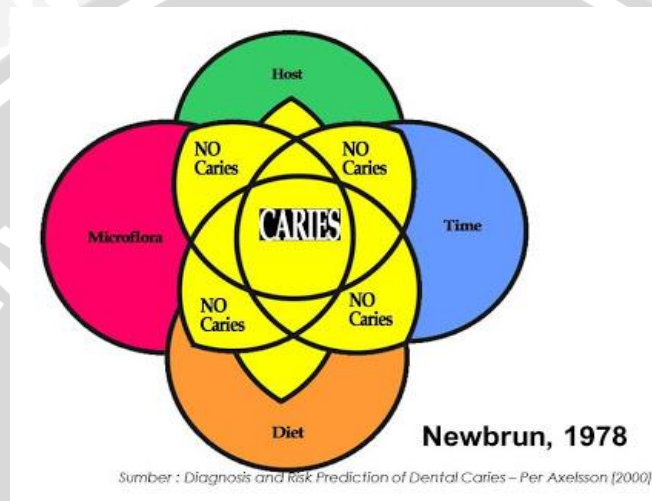 Host
NO
Caries
NO
Caries
Microflora
CARIES
Time
NO
Caries
NO
Caries
Diet
Newbrun, 1978
Sumber : Diagnosis and Risk Prediction of Dental Caries – Per Axelsson (2000)